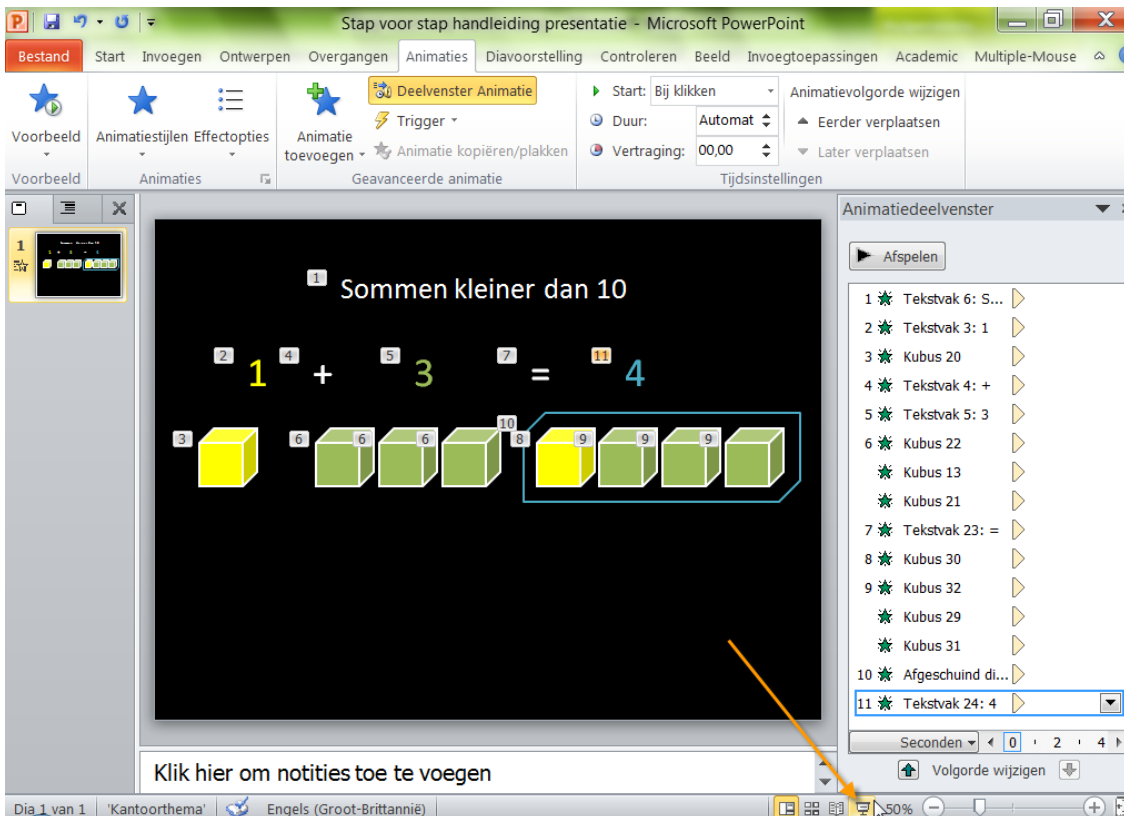 Stap voor stap handleiding presentatie - Microsoft PowerPoint
Bestand Start Invoegen Ontwerpen Overgangen Animaties Diavoorstelling Controleren Beeld Invoegtoepassingen Academic Multiple-Mouse
Voorbeeld
Animatiestijlen Effectopties
Animatie toevoegen
Deelvenster Animatie
Trigger
Animatie kopiëren/plakken
Start: Bij klikken
Duur: Automat
Vertraging: 00,00
Animatievolgorde wijzigen
Eerder verplaatsen
Later verplaatsen
Voorbeeld Animaties Geavanceerde animatie Tijdsinstellingen
1
1 Sommen kleiner dan 10
2 1 4 + 5 3 7 = 11 4
3 6 6 6 10 8 9 9 9
Animatiedeelvenster
Afspelen
1 Tekstvak 6: S...
2 Tekstvak 3: 1
3 Kubus 20
4 Tekstvak 4: +
5 Tekstvak 5: 3
6 Kubus 22
Kubus 13
Kubus 21
7 Tekstvak 23: =
8 Kubus 30
9 Kubus 32
Kubus 29
Kubus 31
10 Afgeschuind di...
11 Tekstvak 24: 4
Seconden 0 2 4
Volgorde wijzigen
Klik hier om notities toe te voegen
Dia 1 van 1 'Kantoorthema' Engels (Groot-Brittannië) 50%